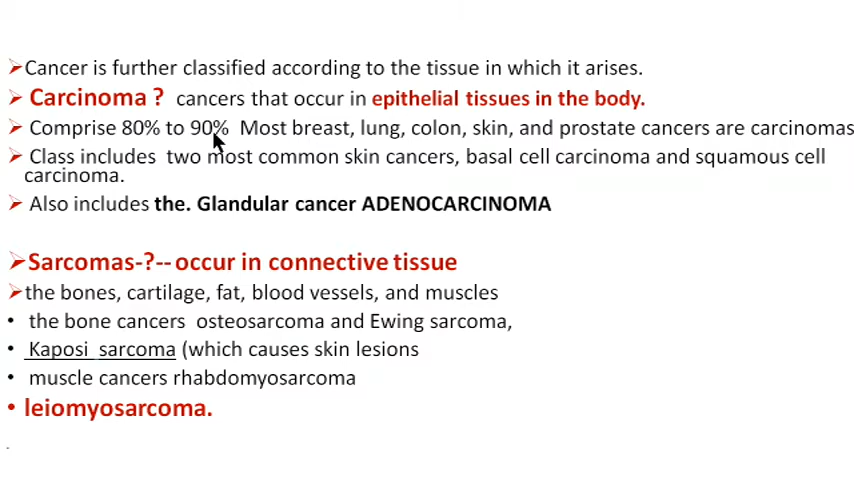 ➢Cancer is further classified according to the tissue in which it arises.
➢ Carcinoma ? cancers that occur in epithelial tissues in the body.
➢ Comprise 80% to 90% Most breast, lung, colon, skin, and prostate cancers are carcinomas
➢ Class includes two most common skin cancers, basal cell carcinoma and squamous cell
carcinoma.
➢ Also includes the. Glandular cancer ADENOCARCINOMA
➢Sarcomas-?-- occur in connective tissue
➢the bones, cartilage, fat, blood vessels, and muscles
• the bone cancers osteosarcoma and Ewing sarcoma,
• Kaposi sarcoma (which causes skin lesions
• muscle cancers rhabdomyosarcoma
• leiomyosarcoma.
.